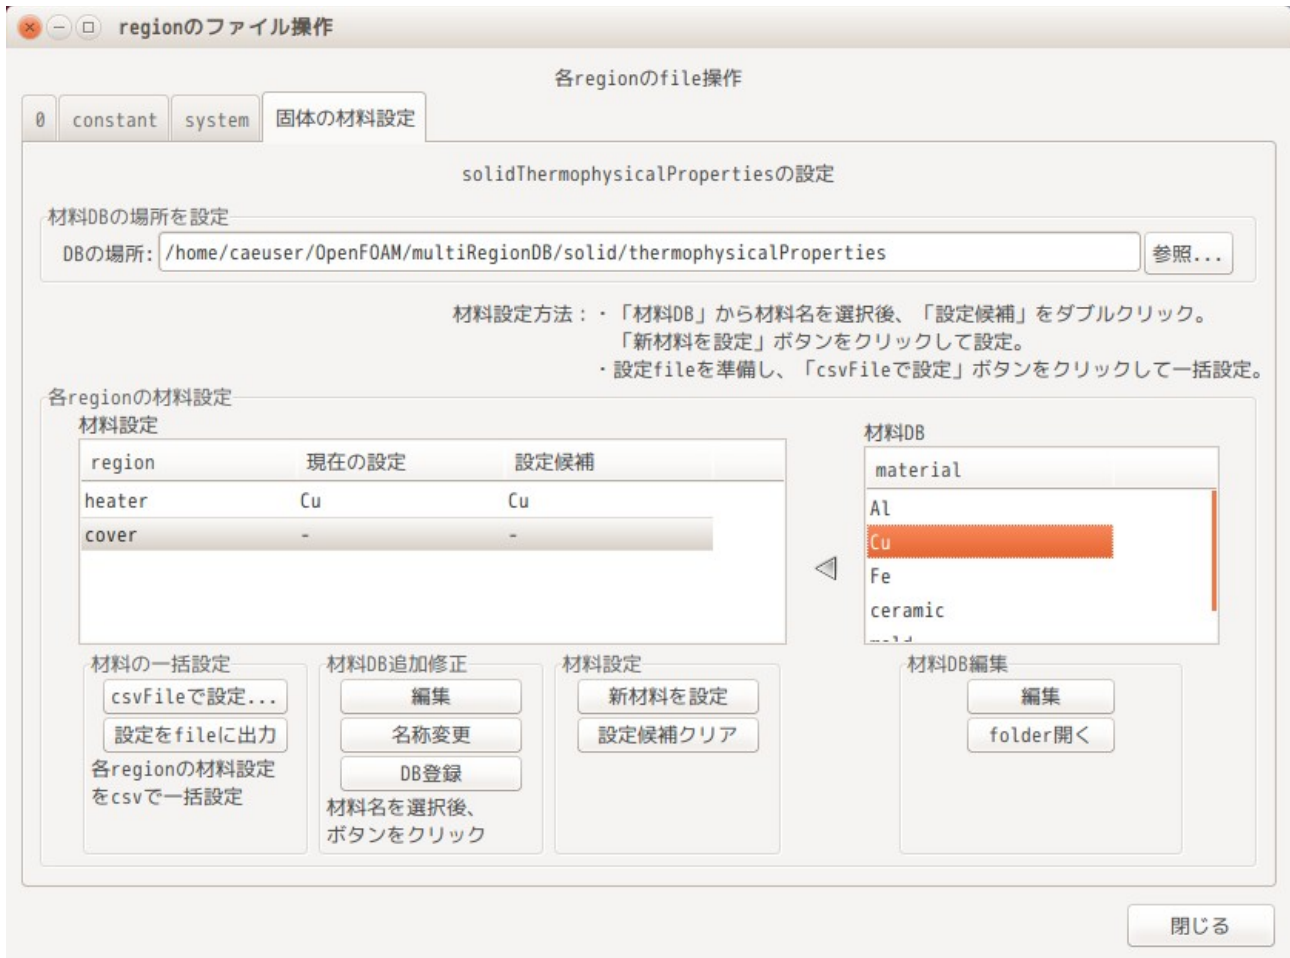 regionのファイル操作
各regionのfile操作
0 constant system 固体の材料設定
solidThermophysicalPropertiesの設定
材料DBの場所を設定
DBの場所: /home/caeuser/OpenFOAM/multiRegionDB/solid/thermophysicalProperties 参照...
材料設定方法：・「材料DB」から材料名を選択後、「設定候補」をダブルクリック。
「新材料を設定」ボタンをクリックして設定。
・設定fileを準備し、「csvFileで設定」ボタンをクリックして一括設定。
各regionの材料設定
材料設定
region 現在の設定 設定候補
heater Cu Cu
cover - -
材料DB
material
Al
Cu
Fe
ceramic
材料の一括設定
csvFileで設定...
設定をfileに出力
各regionの材料設定
をcsvで一括設定
材料DB追加修正
編集
名称変更
DB登録
材料名を選択後、
ボタンをクリック
材料設定
新材料を設定
設定候補クリア
材料DB編集
編集
folder開く
閉じる